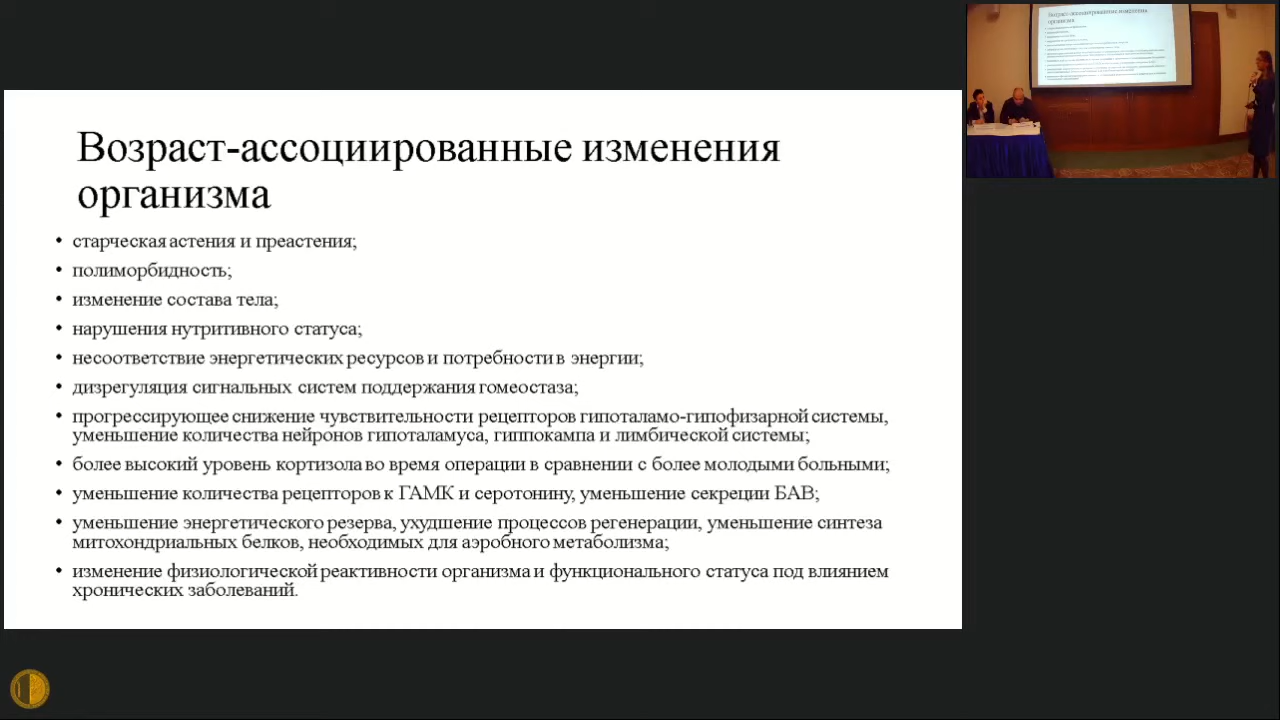 Возраст-ассоциированные изменения
организма
• старческая астения и преастения;
• полиморбидность;
• изменение состава тела;
• нарушения нутритивного статуса;
• несоответствие энергетических ресурсов и потребности в энергии;
• дизрегуляция сигнальных систем поддержания гомеостаза;
• прогрессирующее снижение чувствительности рецепторов гипоталамо-гипофизарной системы,
уменьшение количества нейронов гипоталамуса, гиппокампа и лимбической системы;
• более высокий уровень кортизола во время операции в сравнении с более молодыми больными;
• уменьшение количества рецепторов к ГАМК и серотонину, уменьшение секреции БАВ;
• уменьшение энергетического резерва, ухудшение процессов регенерации, уменьшение синтеза
митохондриальных белков, необходимых для аэробного метаболизма;
• изменение физиологической реактивности организма и функционального статуса под влиянием
хронических заболеваний.
Возраст-ассоциированные изменения
организма